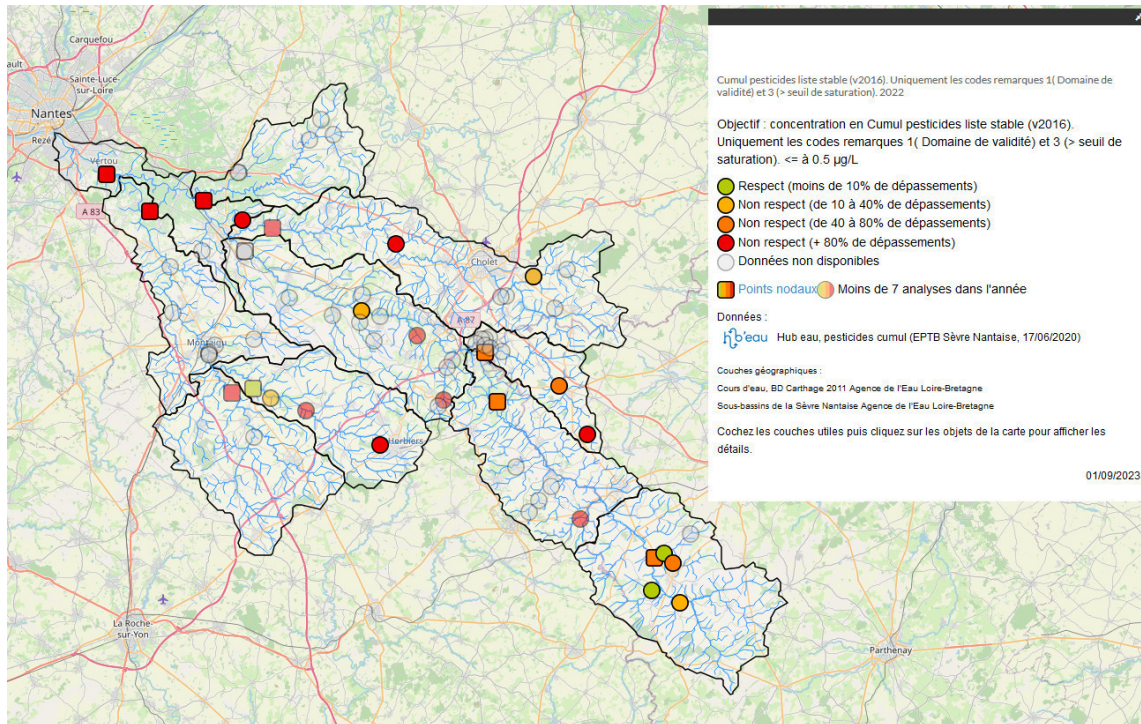 Carquefou
Sainte-Luce-
sur-Loire
Nantes
Rezé
Vertou
A 83
Cholet
A 87
Montaigu
Herbiers
La Roche-
sur-Yon
Parthenay
Cumul pesticides liste stable (v2016). Uniquement les codes remarques 1( Domaine de
validité) et 3 (> seuil de saturation). 2022
Objectif : concentration en Cumul pesticides liste stable (v2016).
Uniquement les codes remarques 1( Domaine de validité) et 3 (> seuil de
saturation). <= à 0.5 µg/L
Respect (moins de 10% de dépassements)
Non respect (de 10 à 40% de dépassements)
Non respect (de 40 à 80% de dépassements)
Non respect (+ 80% de dépassements)
Données non disponibles
Points nodaux Moins de 7 analyses dans l'année
Données :
h b'eau Hub eau, pesticides cumul (EPTB Sèvre Nantaise, 17/06/2020)
Couches géographiques :
Cours d'eau, BD Carthage 2011 Agence de l'Eau Loire-Bretagne
Sous-bassins de la Sèvre Nantaise Agence de l'Eau Loire-Bretagne
Cochez les couches utiles puis cliquez sur les objets de la carte pour afficher les
détails.
01/09/2023